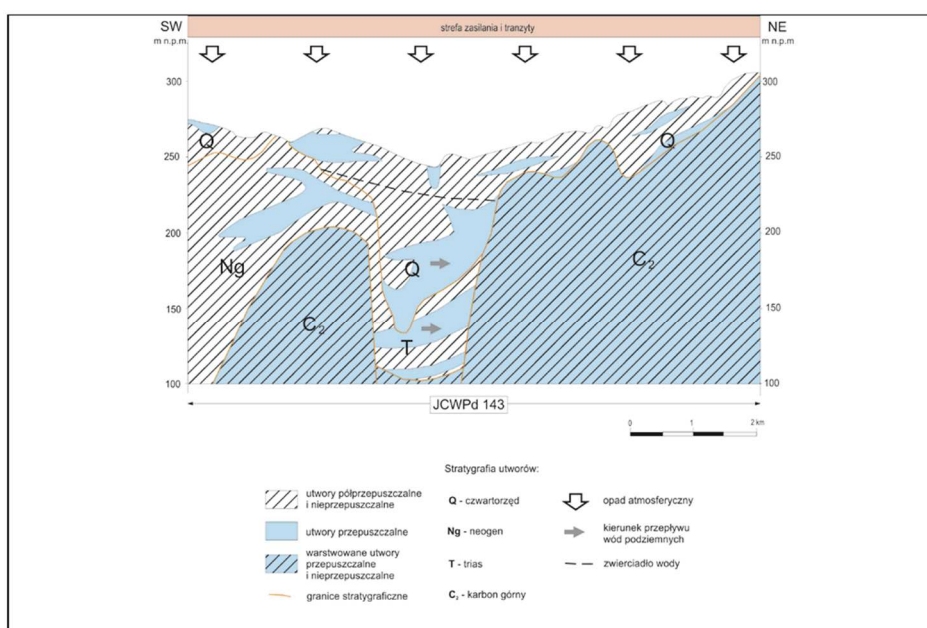 SW
NE
strefa zasilania i tranzyty
m n.p.m.
m n.p.m.
300
300
250
250
200
200
150
150
100
100
Q
Q
Ng
Q
C₂
C₂
T
JCWPd 143
0 1 2 km
Stratygrafia utworów:
utwory półprzepuszczalne
i nieprzepuszczalne
Q - czwartorzęd
opad atmosferyczny
utwory przepuszczalne
Ng - neogen
kierunek przepływu
wód podziemnych
warstwowane utwory
przepuszczalne
i nieprzepuszczalne
T - trias
zwierciadło wody
granice stratygraficzne
C₂ - karbon górny